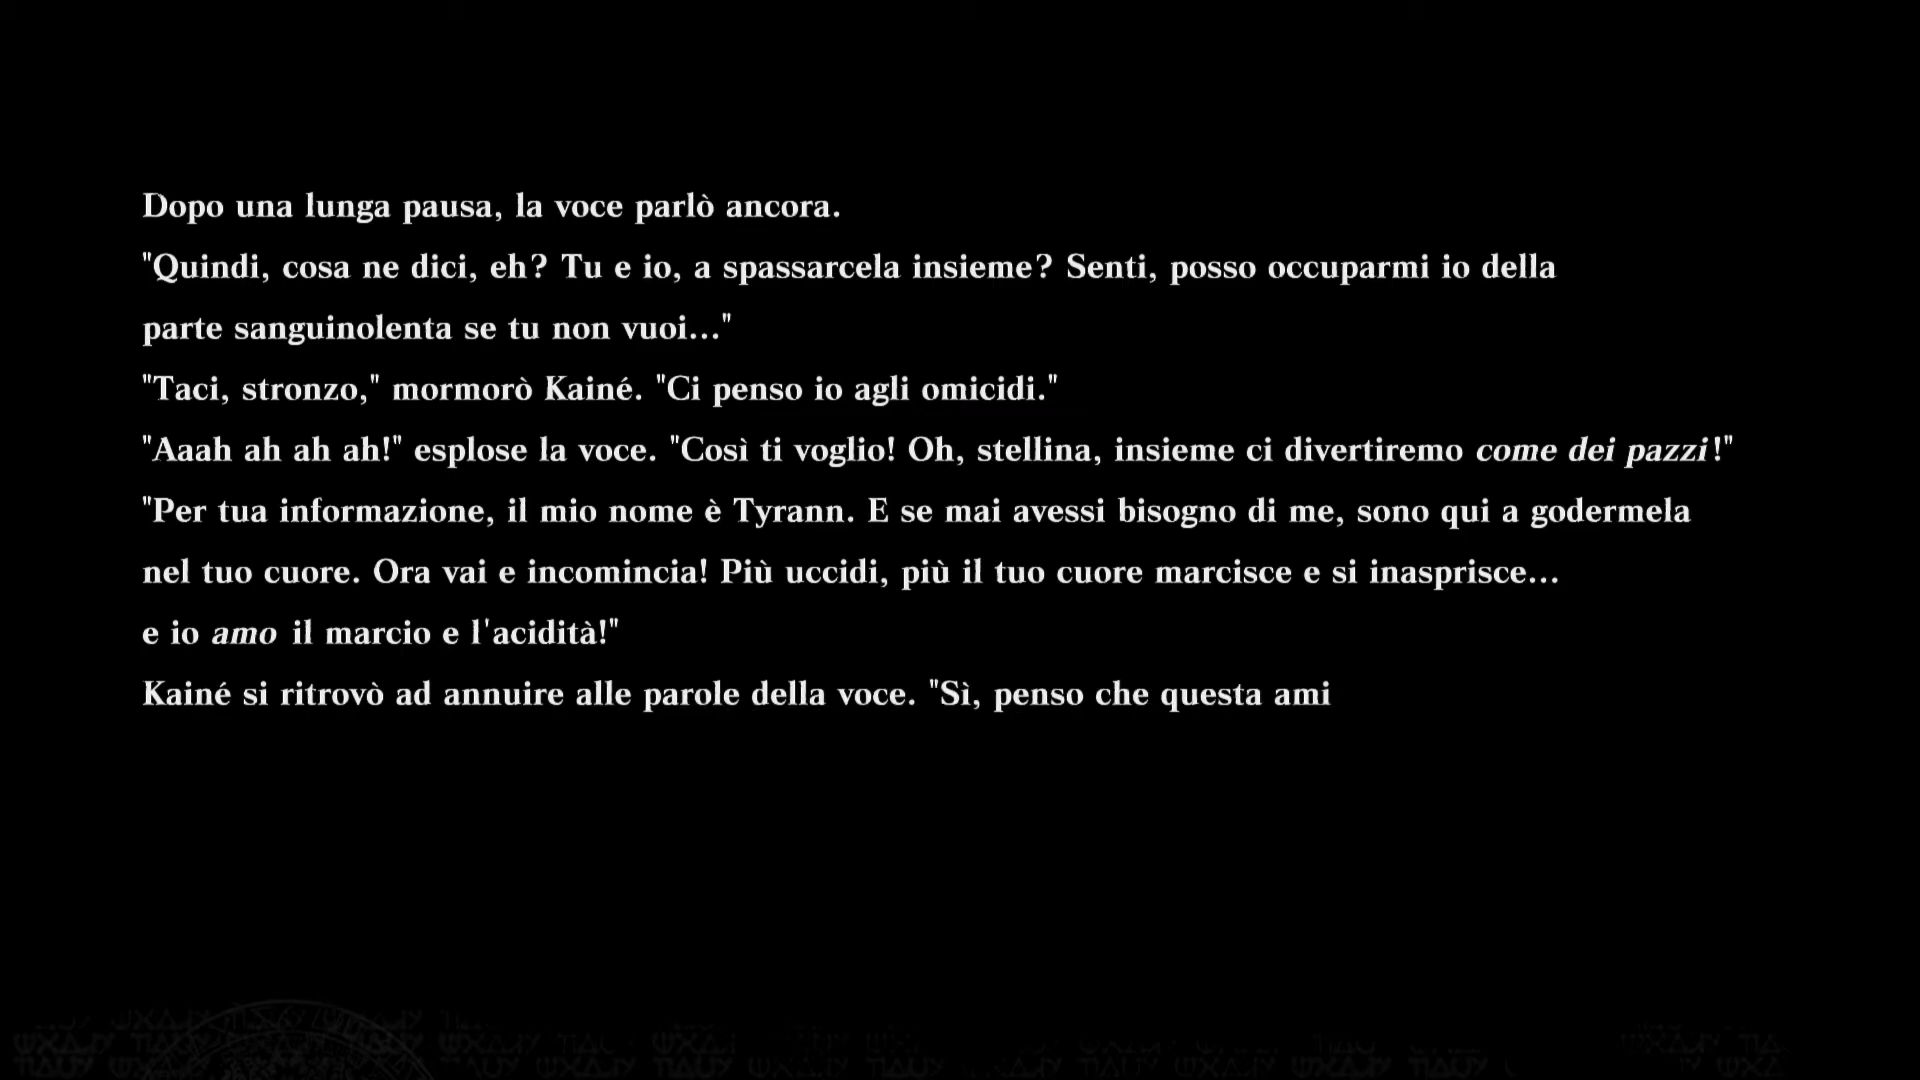 Dopo una lunga pausa, la voce parlò ancora.
"Quindi, cosa ne dici, eh? Tu e io, a spassarcela insieme? Senti, posso occuparmi io della
parte sanguinolenta se tu non vuoi..."
"Taci, stronzo," mormorò Kainé. "Ci penso io agli omicidi."
"Aaah ah ah ah!" esplose la voce. "Così ti voglio! Oh, stellina, insieme ci divertiremo come dei pazzi!"
"Per tua informazione, il mio nome è Tyrann. E se mai avessi bisogno di me, sono qui a godermela
nel tuo cuore. Ora vai e incomincia! Più uccidi, più il tuo cuore marcisce e si inasprisce...
e io amo il marcio e l'acidità!"
Kainé si ritrovò ad annuire alle parole della voce. "Sì, penso che questa ami